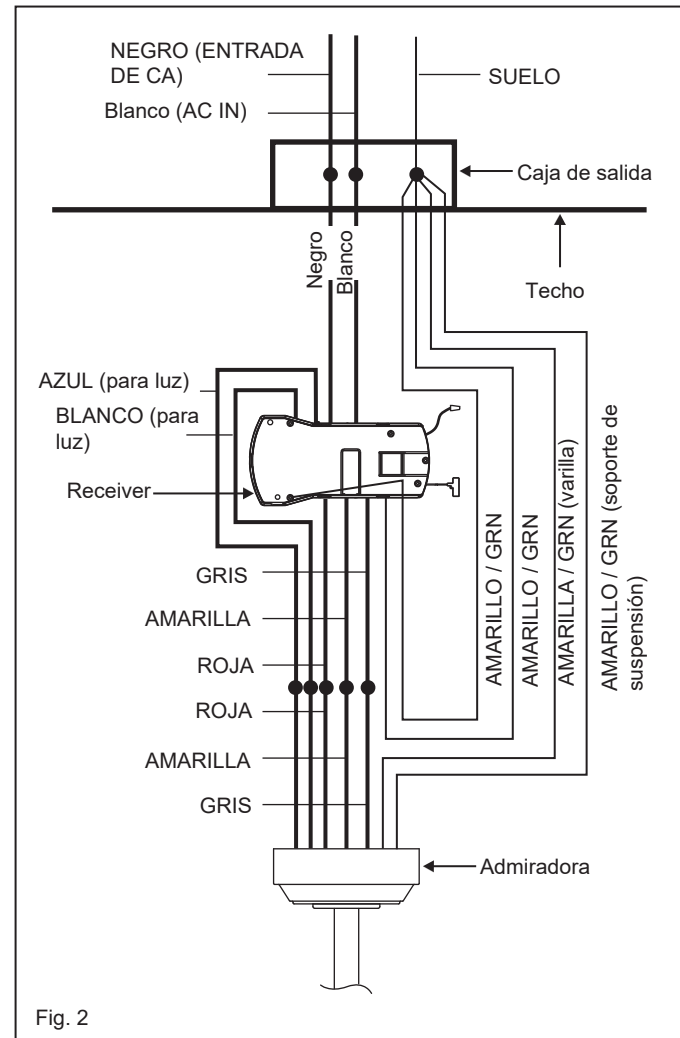 NEGRO (ENTRADA
DE CA)
SUELO
Blanco (AC IN)
Caja de salida
Negro
Blanco
Techo
AZUL (para luz)
BLANCO (para
luz)
Receiver
GRIS
AMARILLA
ROJA
ROJA
AMARILLA
GRIS
AMARILLO / GRN
AMARILLO / GRN
AMARILLA / GRN (varilla)
AMARILLO / GRN (soporte de
suspensión)
Admiradora
Fig. 2